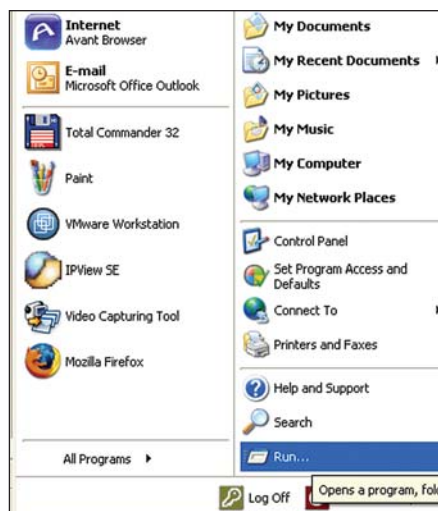 Internet
Avant Browser
E-mail
Microsoft Office Outlook
Total Commander 32
Paint
VMware Workstation
IPView SE
Video Capturing Tool
Mozilla Firefox
All Programs
My Documents
My Recent Documents
My Pictures
My Music
My Computer
My Network Places
Control Panel
Set Program Access and
Defaults
Connect To
Printers and Faxes
Help and Support
Search
Run...
Log Off
Opens a program,